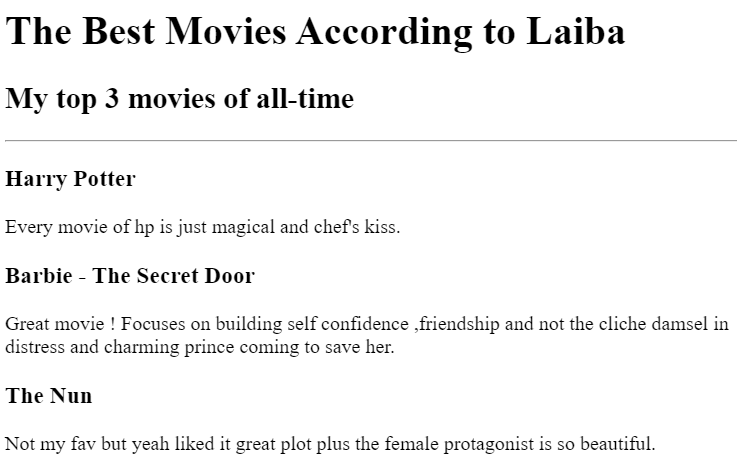 The Best Movies According to Laiba
My top 3 movies of all-time
Harry Potter
Every movie of hp is just magical and chef's kiss.
Barbie - The Secret Door
Great movie ! Focuses on building self confidence ,friendship and not the cliche damsel in
distress and charming prince coming to save her.
The Nun
Not my fav but yeah liked it great plot plus the female protagonist is so beautiful.